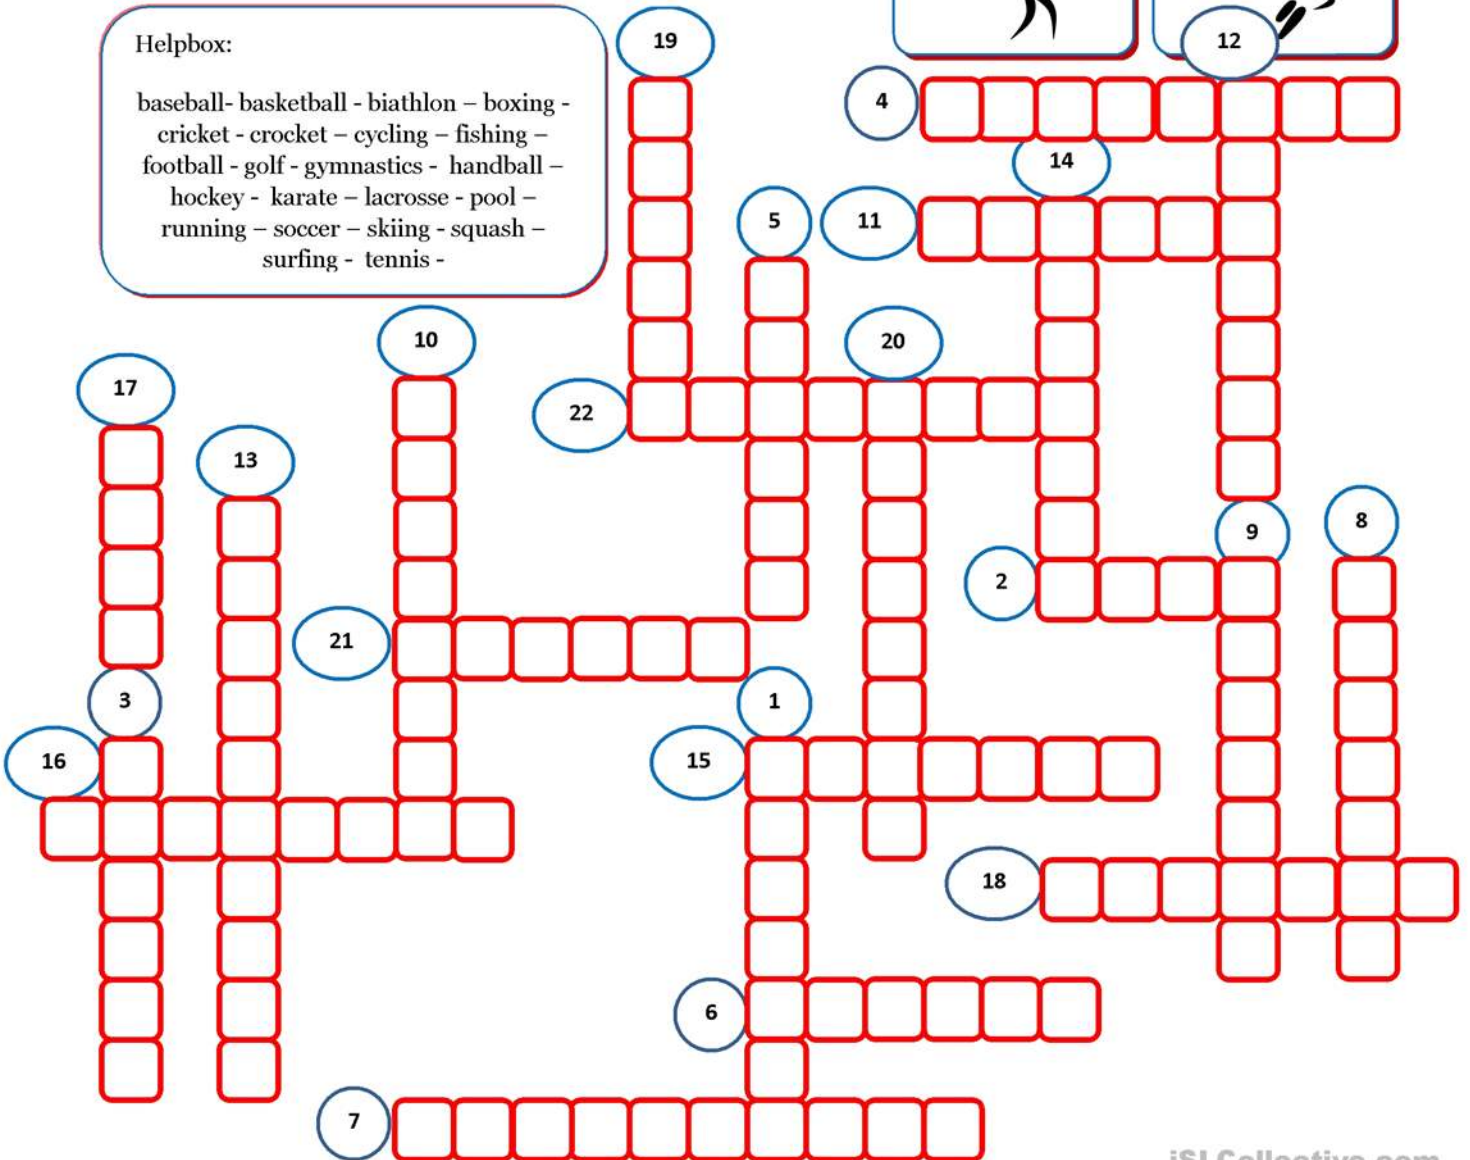 Helpbox:
baseball- basketball - biathlon – boxing -
cricket - crocket – cycling – fishing –
football - golf - gymnastics -  handball –
hockey -  karate – lacrosse - pool –
running – soccer – skiing - squash –
surfing -  tennis -
19
12
4
14
5
11
10
20
17
22
13
9
8
2
21
3
1
16
15
18
6
7
iSLCollective.com